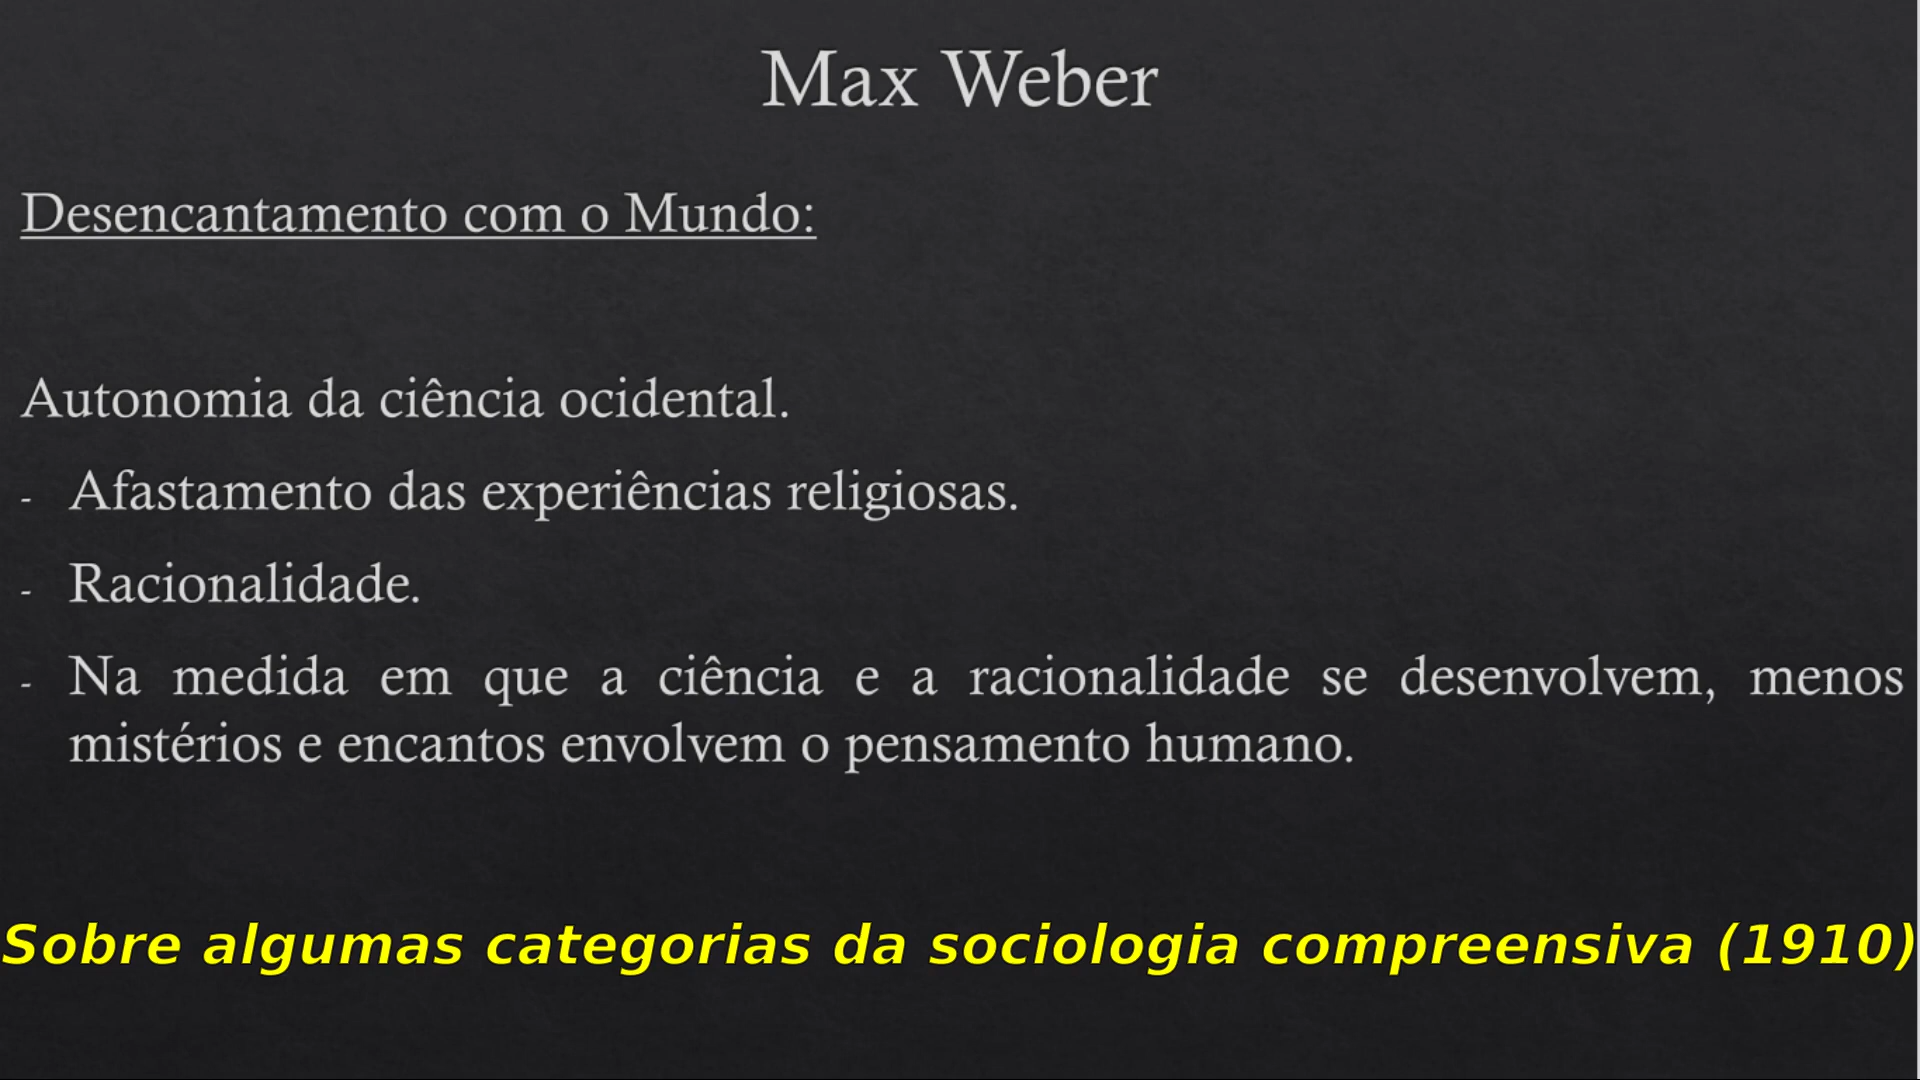 Max Weber
Desencantamento com o Mundo:
Autonomia da ciência ocidental.
- Afastamento das experiências religiosas.
- Racionalidade.
- Na medida em que a ciência e a racionalidade se desenvolvem, menos
mistérios e encantos envolvem o pensamento humano.
Sobre algumas categorias da sociologia compreensiva (1910)